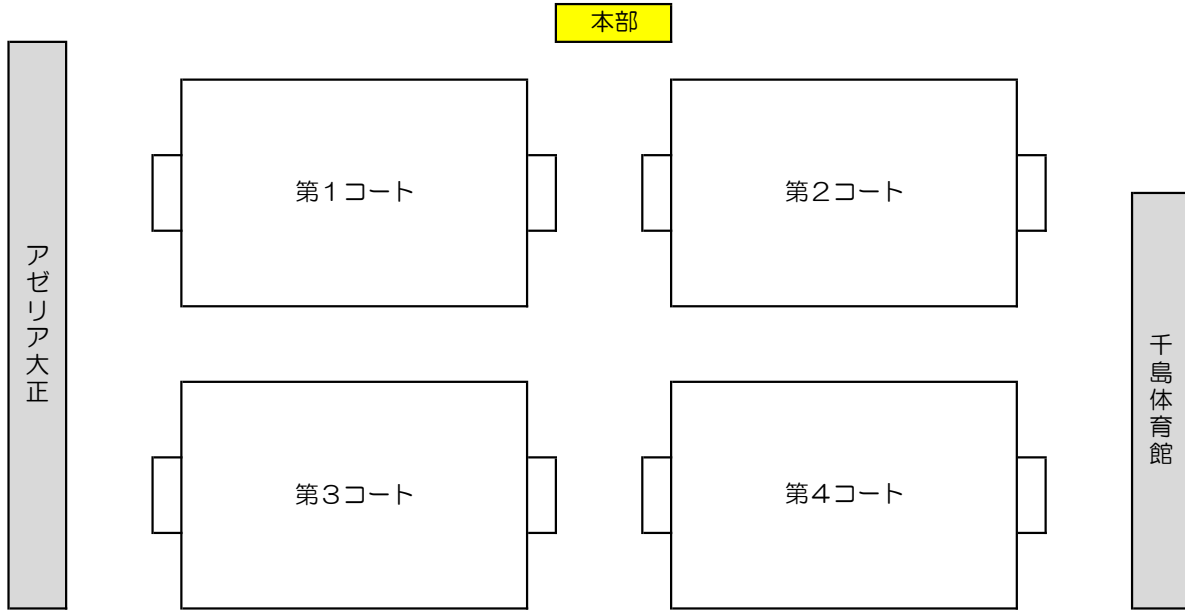 本部
第１コート
第２コート
アゼリア大正
千島体育館
第３コート
第４コート